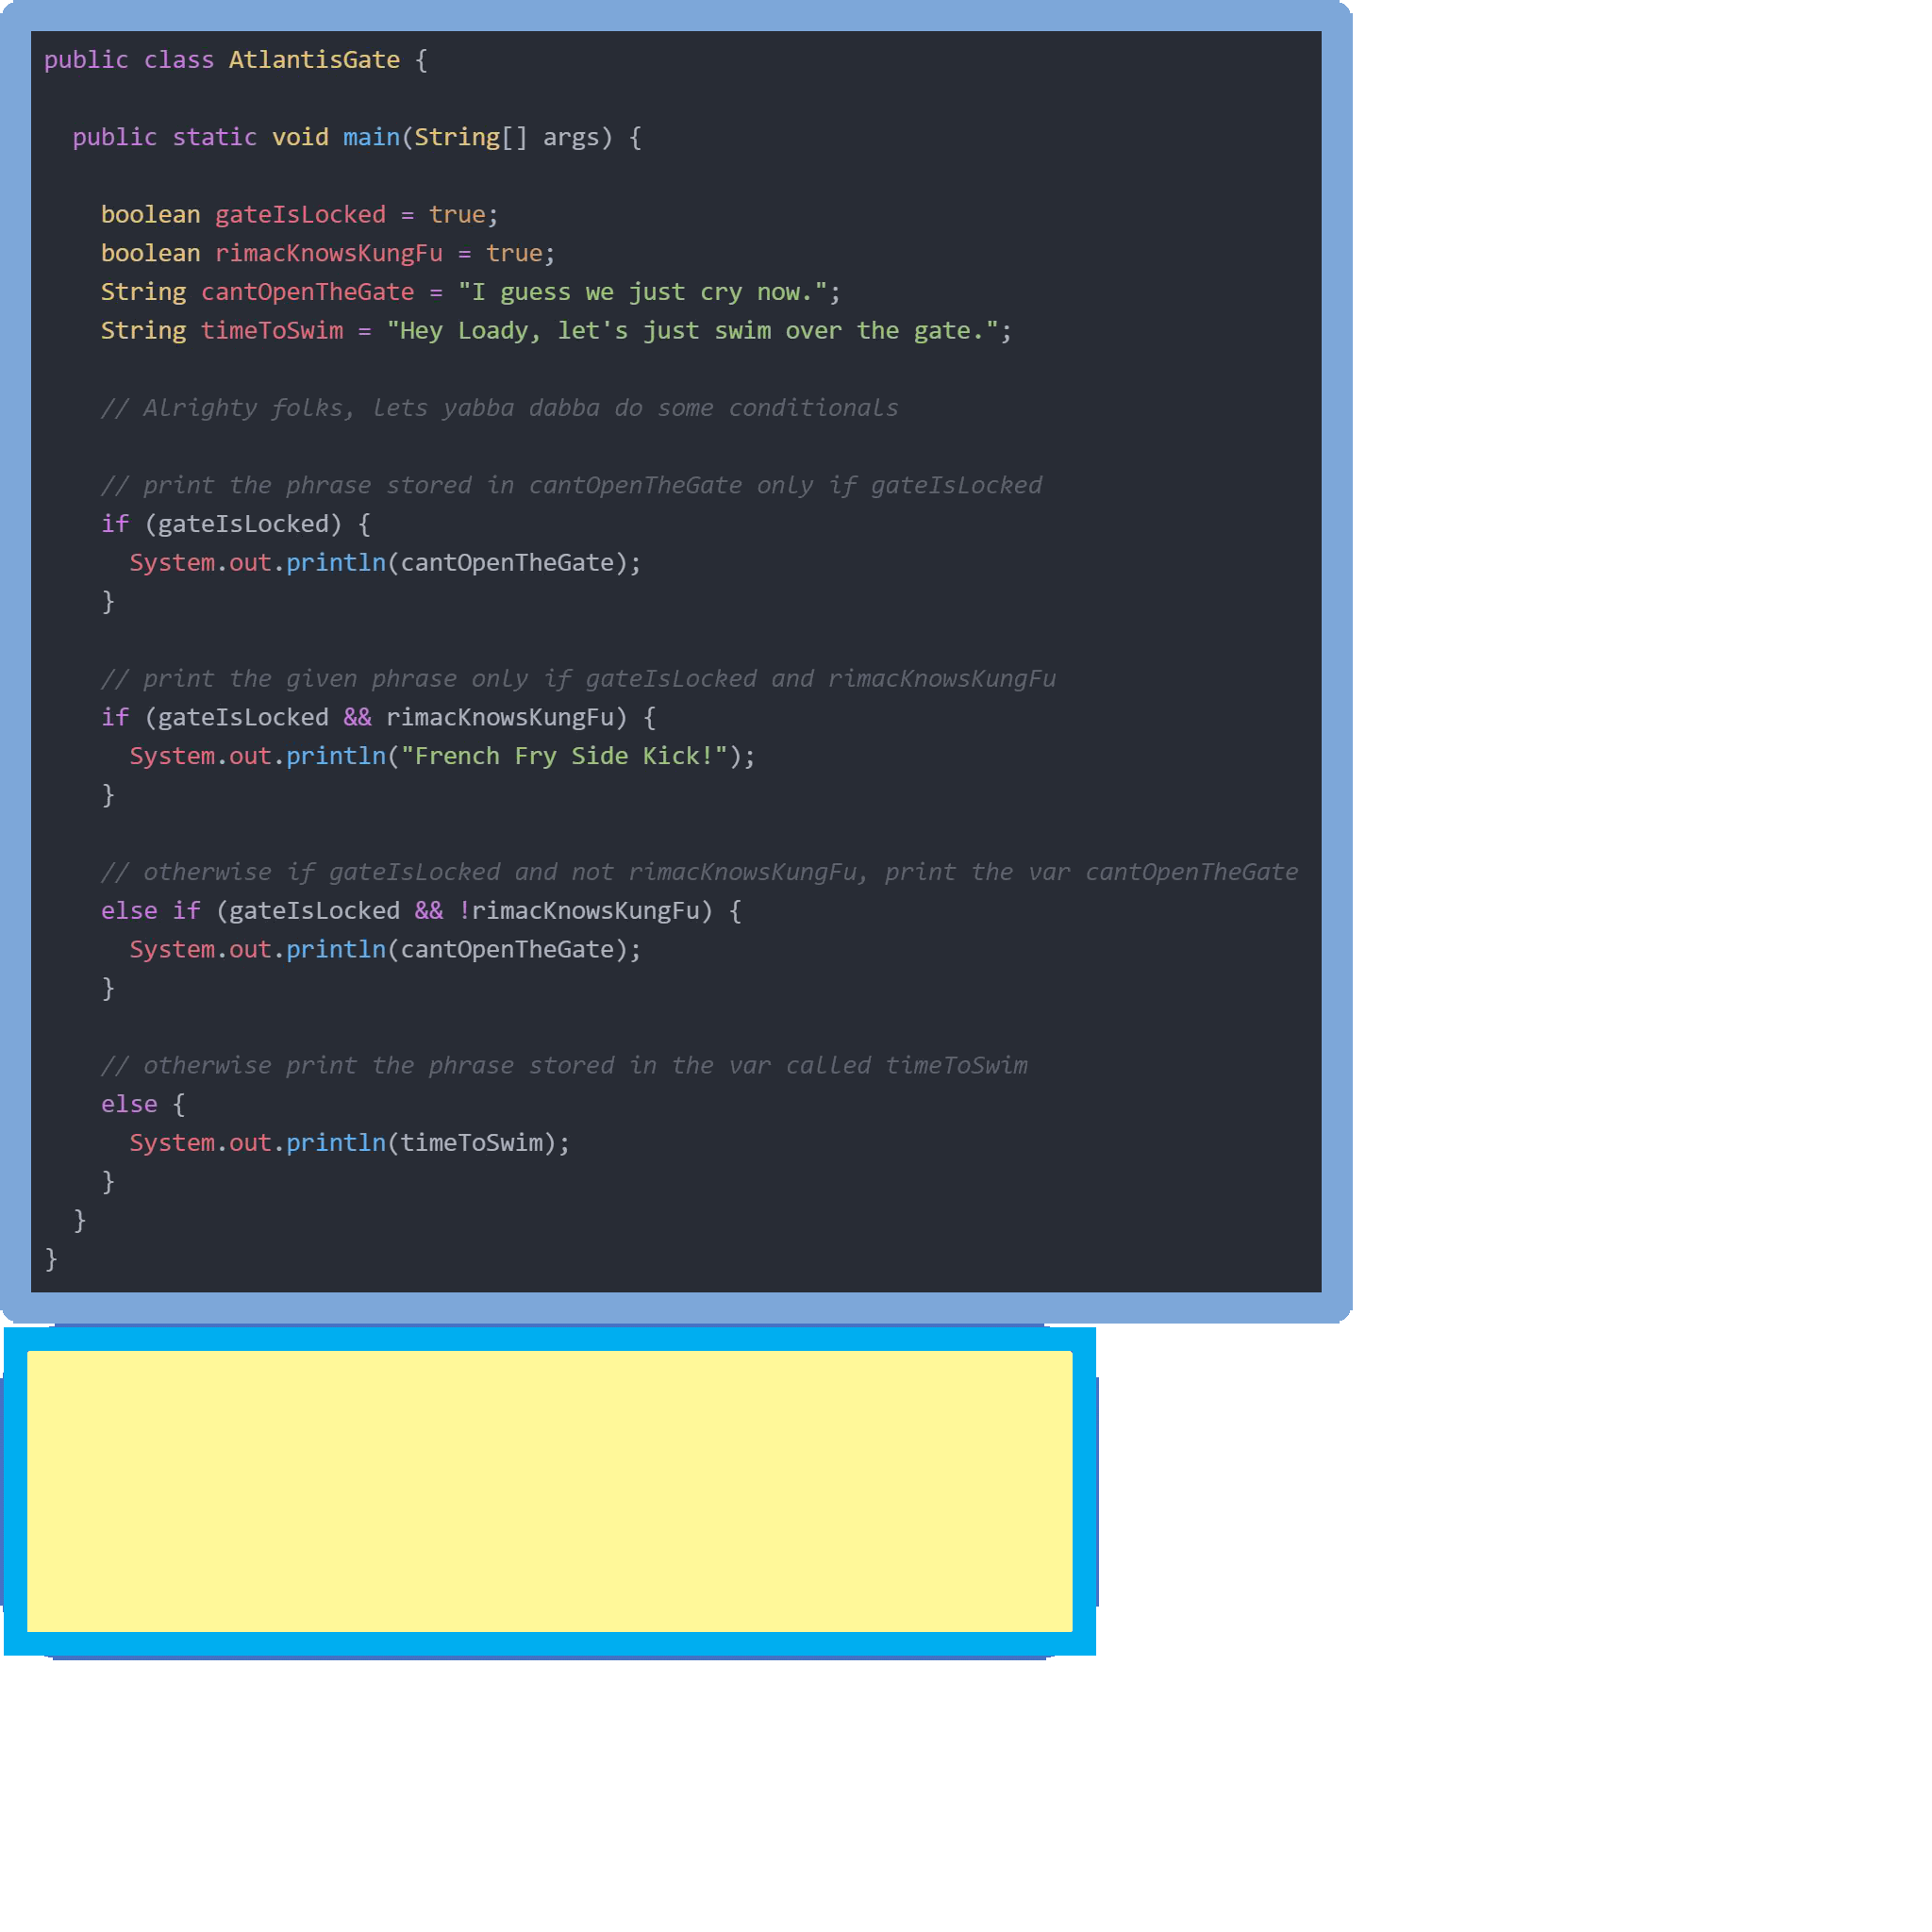 public class AtlantisGate {
public static void main(String[] args) {
boolean gateIsLocked = true;
boolean rimacKnowsKungFu = true;
String cantOpenTheGate = "I guess we just cry now.";
String timeToSwim = "Hey Loady, let's just swim over the gate.";
// Alrighty folks, lets yabba dabba do some conditionals
// print the phrase stored in cantOpenTheGate only if gateIsLocked
if (gateIsLocked) {
System.out.println(cantOpenTheGate);
}
// print the given phrase only if gateIsLocked and rimacKnowsKungFu
if (gateIsLocked && rimacKnowsKungFu) {
System.out.println("French Fry Side Kick!");
}
// otherwise if gateIsLocked and not rimacKnowsKungFu, print the var cantOpenTheGate
else if (gateIsLocked && !rimacKnowsKungFu) {
System.out.println(cantOpenTheGate);
}
// otherwise print the phrase stored in the var called timeToSwim
else {
System.out.println(timeToSwim);
}
}
}